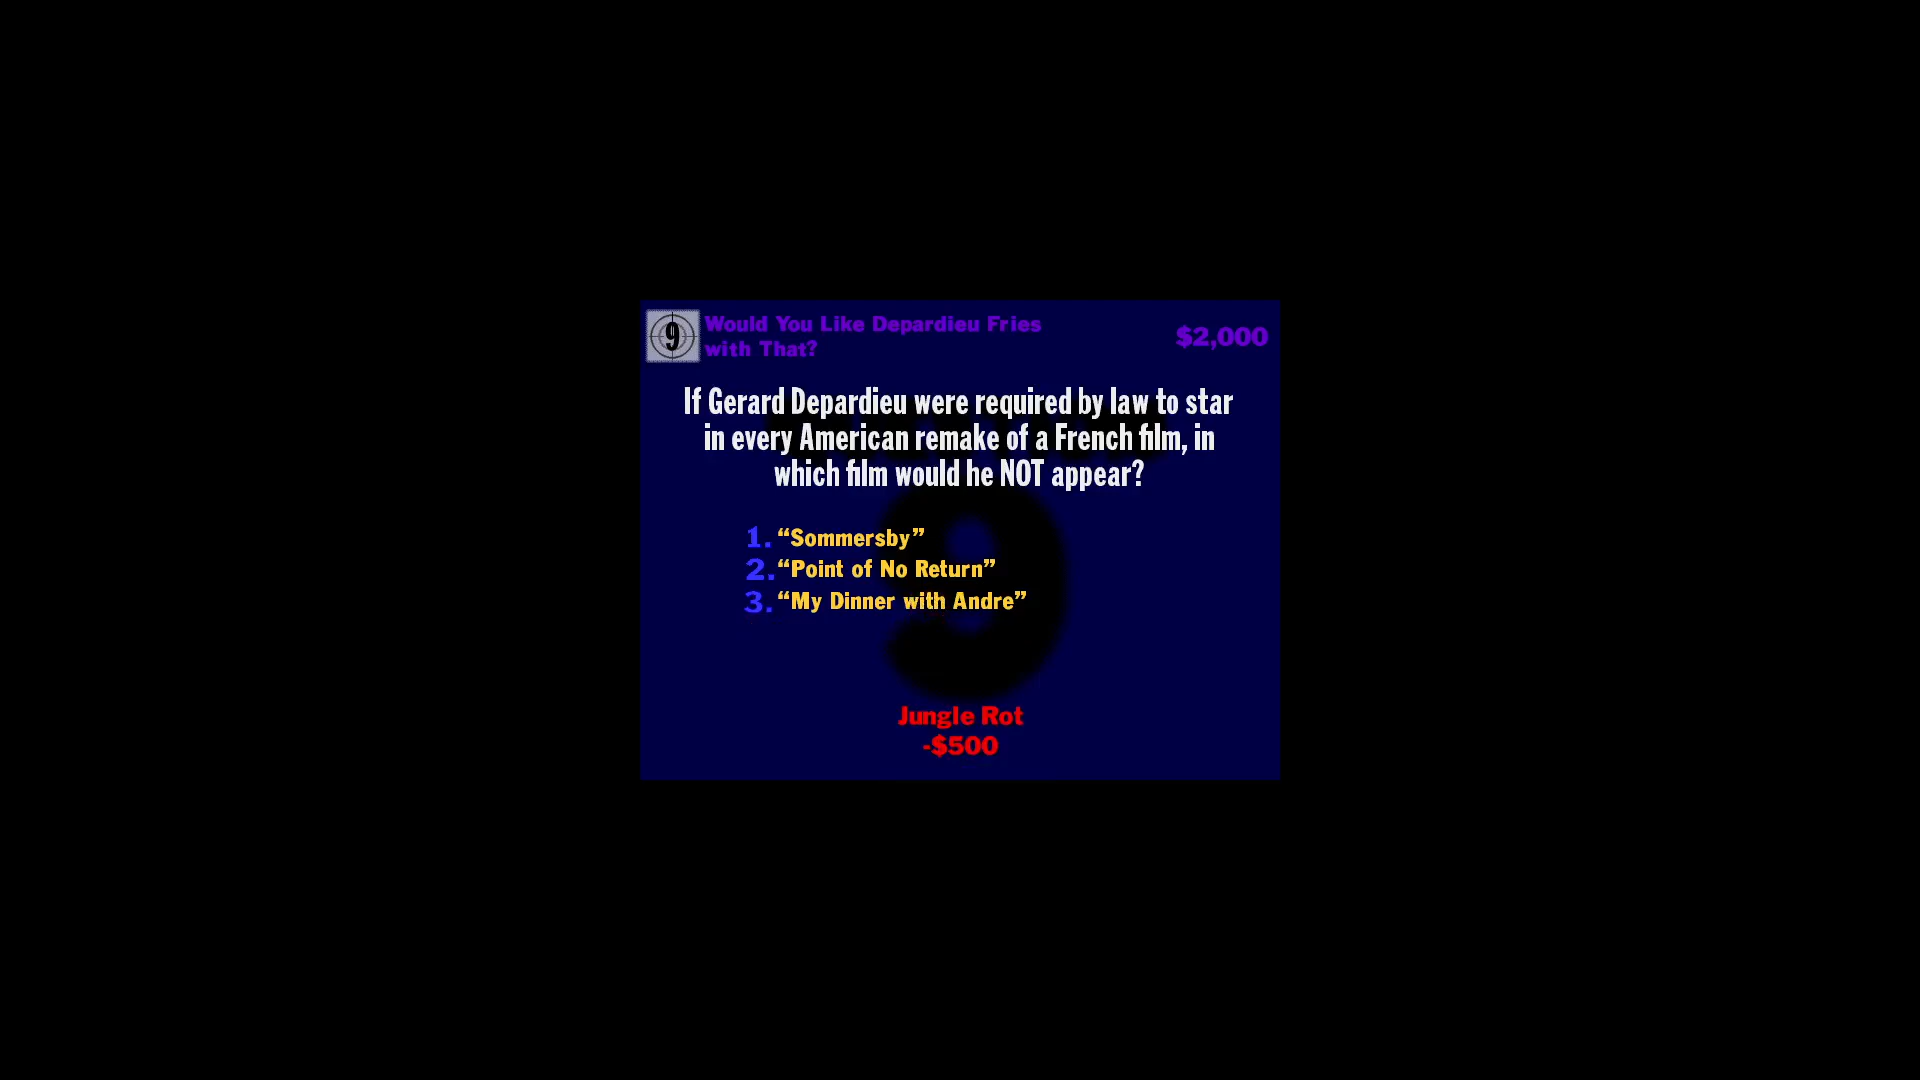 9
Would You Like Depardieu Fries
with That?
$2,000
If Gerard Depardieu were required by law to star
in every American remake of a French film, in
which film would he NOT appear?
1. “Sommersby”
2. “Point of No Return”
3. “My Dinner with Andre”
9
Jungle Rot
-$500